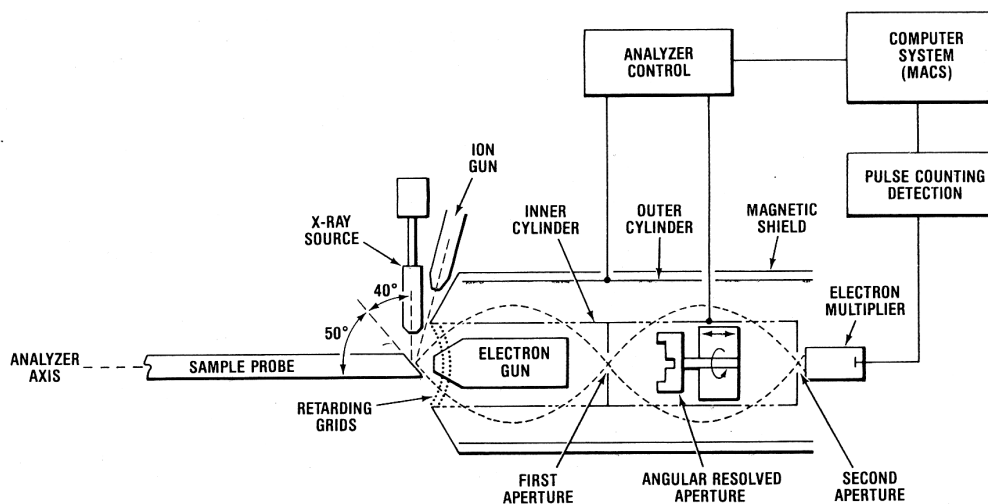 ANALYZER
CONTROL
COMPUTER
SYSTEM
(MACS)
PULSE COUNTING
DETECTION
ION
GUN
X-RAY
SOURCE
INNER
CYLINDER
OUTER
CYLINDER
MAGNETIC
SHIELD
ELECTRON
MULTIPLIER
40°
50°
ANALYZER
AXIS
SAMPLE PROBE
ELECTRON
GUN
RETARDING
GRIDS
FIRST
APERTURE
ANGULAR RESOLVED
APERTURE
SECOND
APERTURE